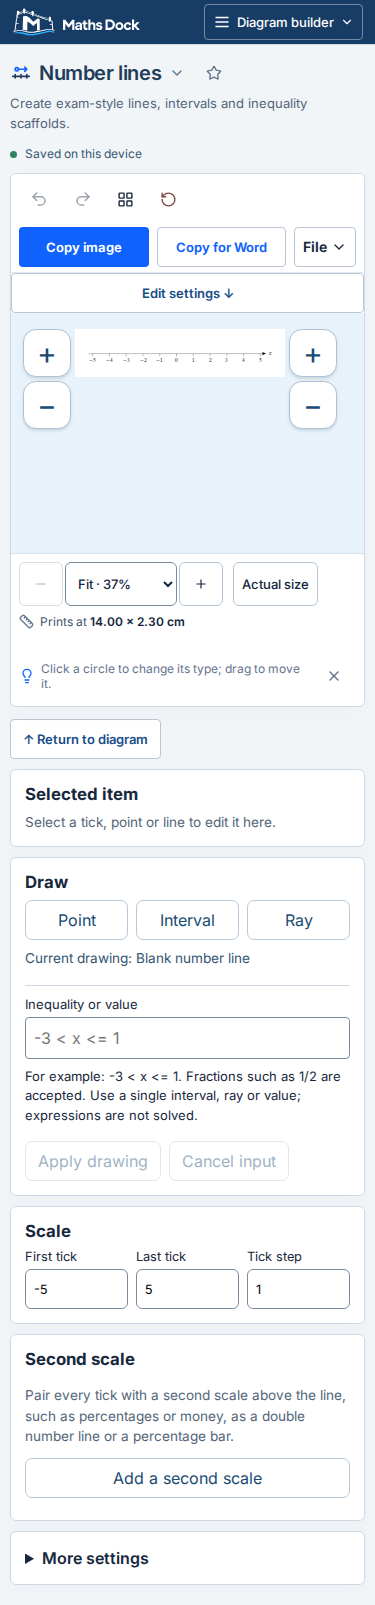 Maths Dock
Diagram builder
Number lines
Create exam-style lines, intervals and inequality
scaffolds.
Saved on this device
Copy image
Copy for Word
File
Edit settings ↓
+
+
-5 -4 -3 -2 -1 0 1 2 3 4 5 x
−
−
−
Fit · 37%
+
Actual size
Prints at 14.00 × 2.30 cm
Click a circle to change its type; drag to move
it.
↑ Return to diagram
Selected item
Select a tick, point or line to edit it here.
Draw
Point
Interval
Ray
Current drawing: Blank number line
Inequality or value
-3 < x <= 1
For example: -3 < x <= 1. Fractions such as 1/2 are
accepted. Use a single interval, ray or value;
expressions are not solved.
Apply drawing
Cancel input
Scale
First tick
Last tick
Tick step
-5
5
1
Second scale
Pair every tick with a second scale above the line,
such as percentages or money, as a double
number line or a percentage bar.
Add a second scale
More settings